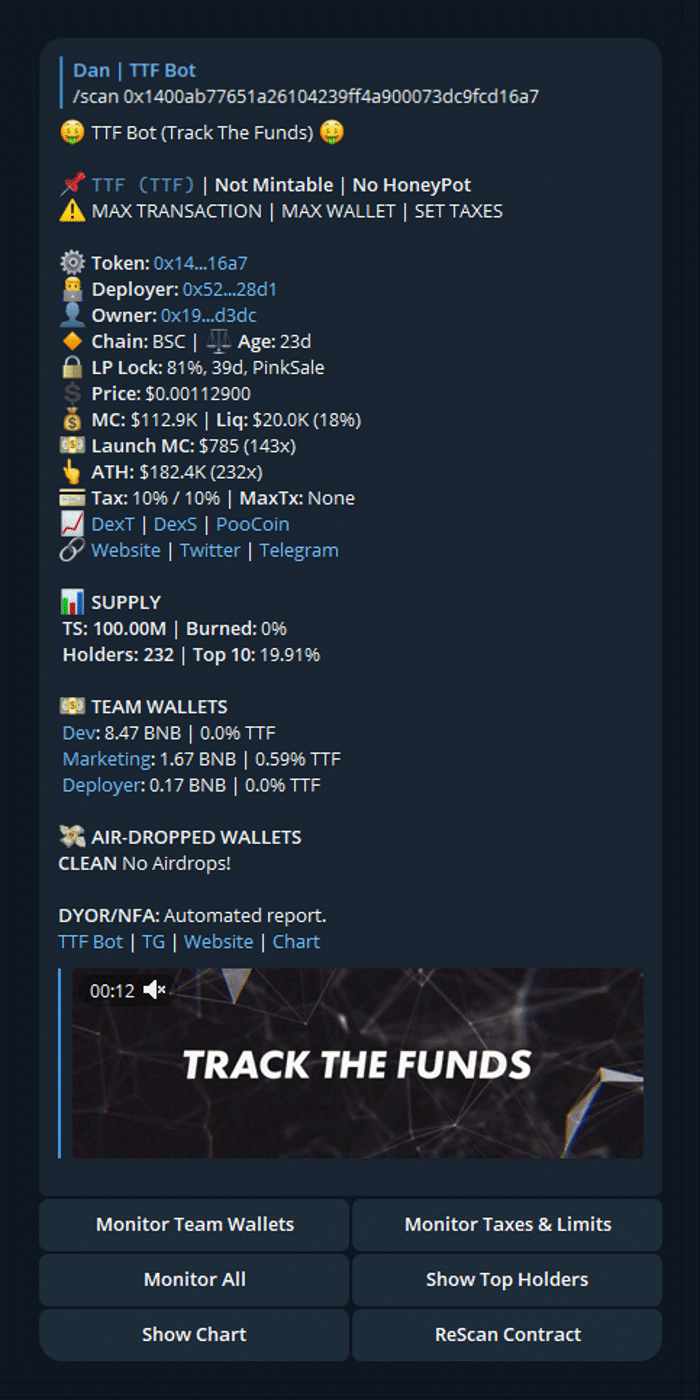 Dan | TTF Bot
/scan 0x1400ab77651a26104239ff4a900073dc9fcd16a7
🤑 TTF Bot (Track The Funds) 🤑
📌 TTF (TTF) | Not Mintable | No HoneyPot
⚠️ MAX TRANSACTION | MAX WALLET | SET TAXES
⚙️ Token: 0x14...16a7
👨‍💻 Deployer: 0x52...28d1
👤 Owner: 0x19...d3dc
🔸 Chain: BSC | ⚖️ Age: 23d
🔒 LP Lock: 81%, 39d, PinkSale
💲 Price: $0.00112900
💰 MC: $112.9K | Liq: $20.0K (18%)
💵 Launch MC: $785 (143x)
👆 ATH: $182.4K (232x)
💳 Tax: 10% / 10% | MaxTx: None
📈 DexT | DexS | PooCoin
🔗 Website | Twitter | Telegram
📊 SUPPLY
TS: 100.00M | Burned: 0%
Holders: 232 | Top 10: 19.91%
💵 TEAM WALLETS
Dev: 8.47 BNB | 0.0% TTF
Marketing: 1.67 BNB | 0.59% TTF
Deployer: 0.17 BNB | 0.0% TTF
💸 AIR-DROPPED WALLETS
CLEAN No Airdrops!
DYOR/NFA: Automated report.
TTF Bot | TG | Website | Chart
00:12
TRACK THE FUNDS
Monitor Team Wallets
Monitor Taxes & Limits
Monitor All
Show Top Holders
Show Chart
ReScan Contract